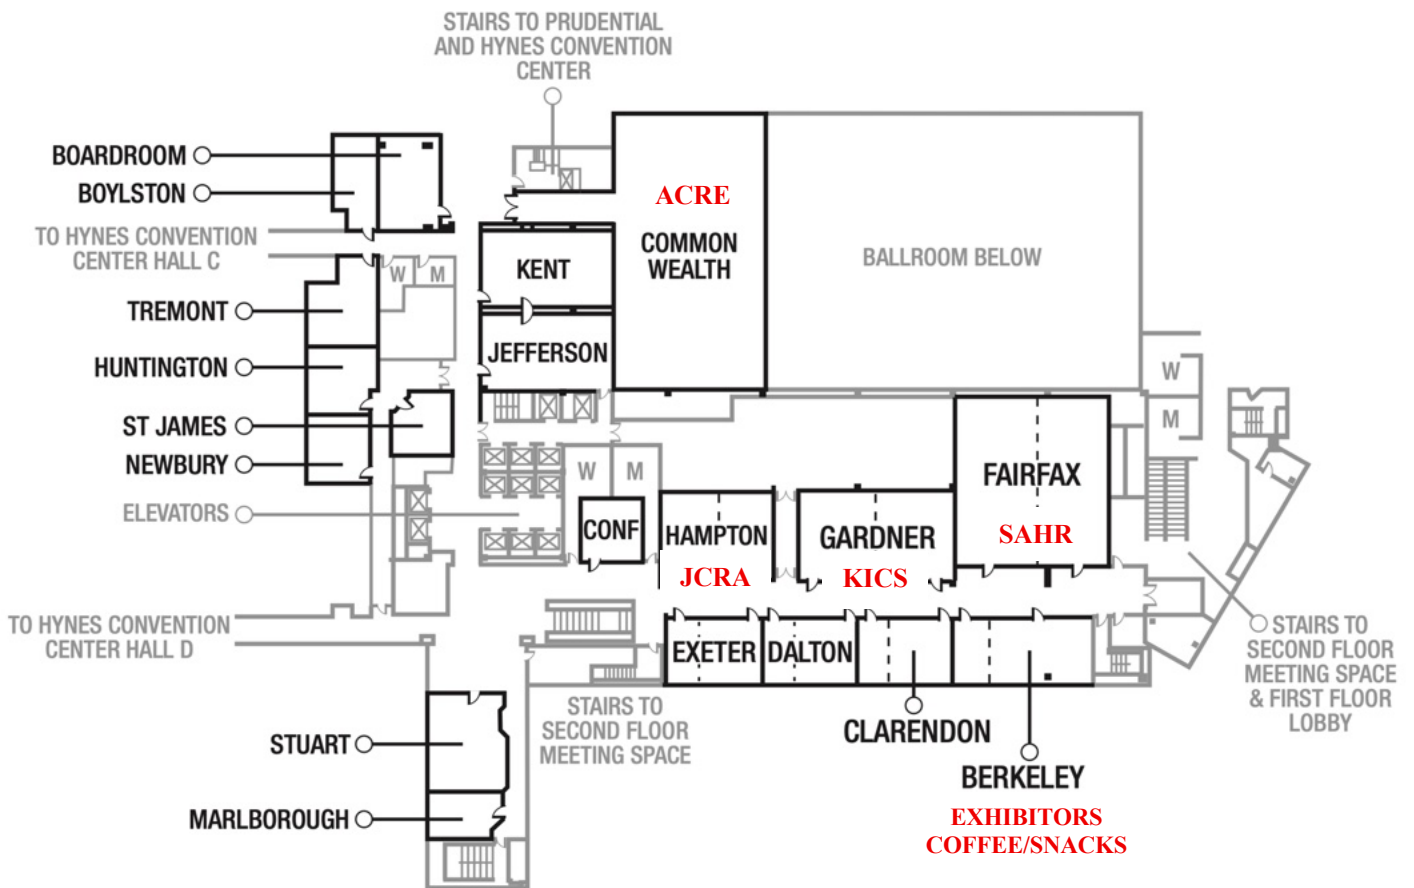 STAIRS TO PRUDENTIAL
AND HYNES CONVENTION
CENTER
BOARDROOM
BOYLSTON
TO HYNES CONVENTION
CENTER HALL C
W
M
TREMONT
HUNTINGTON
ST JAMES
NEWBURY
ELEVATORS
TO HYNES CONVENTION
CENTER HALL D
STUART
MARLBOROUGH
KENT
JEFFERSON
ACRE
COMMON
WEALTH
BALLROOM BELOW
W
M
W
M
CONF
HAMPTON
JCRA
GARDNER
KICS
FAIRFAX
SAHR
EXETER
DALTON
CLARENDON
BERKELEY
EXHIBITORS
COFFEE/SNACKS
STAIRS TO
SECOND FLOOR
MEETING SPACE
STAIRS TO
SECOND FLOOR
MEETING SPACE
& FIRST FLOOR
LOBBY